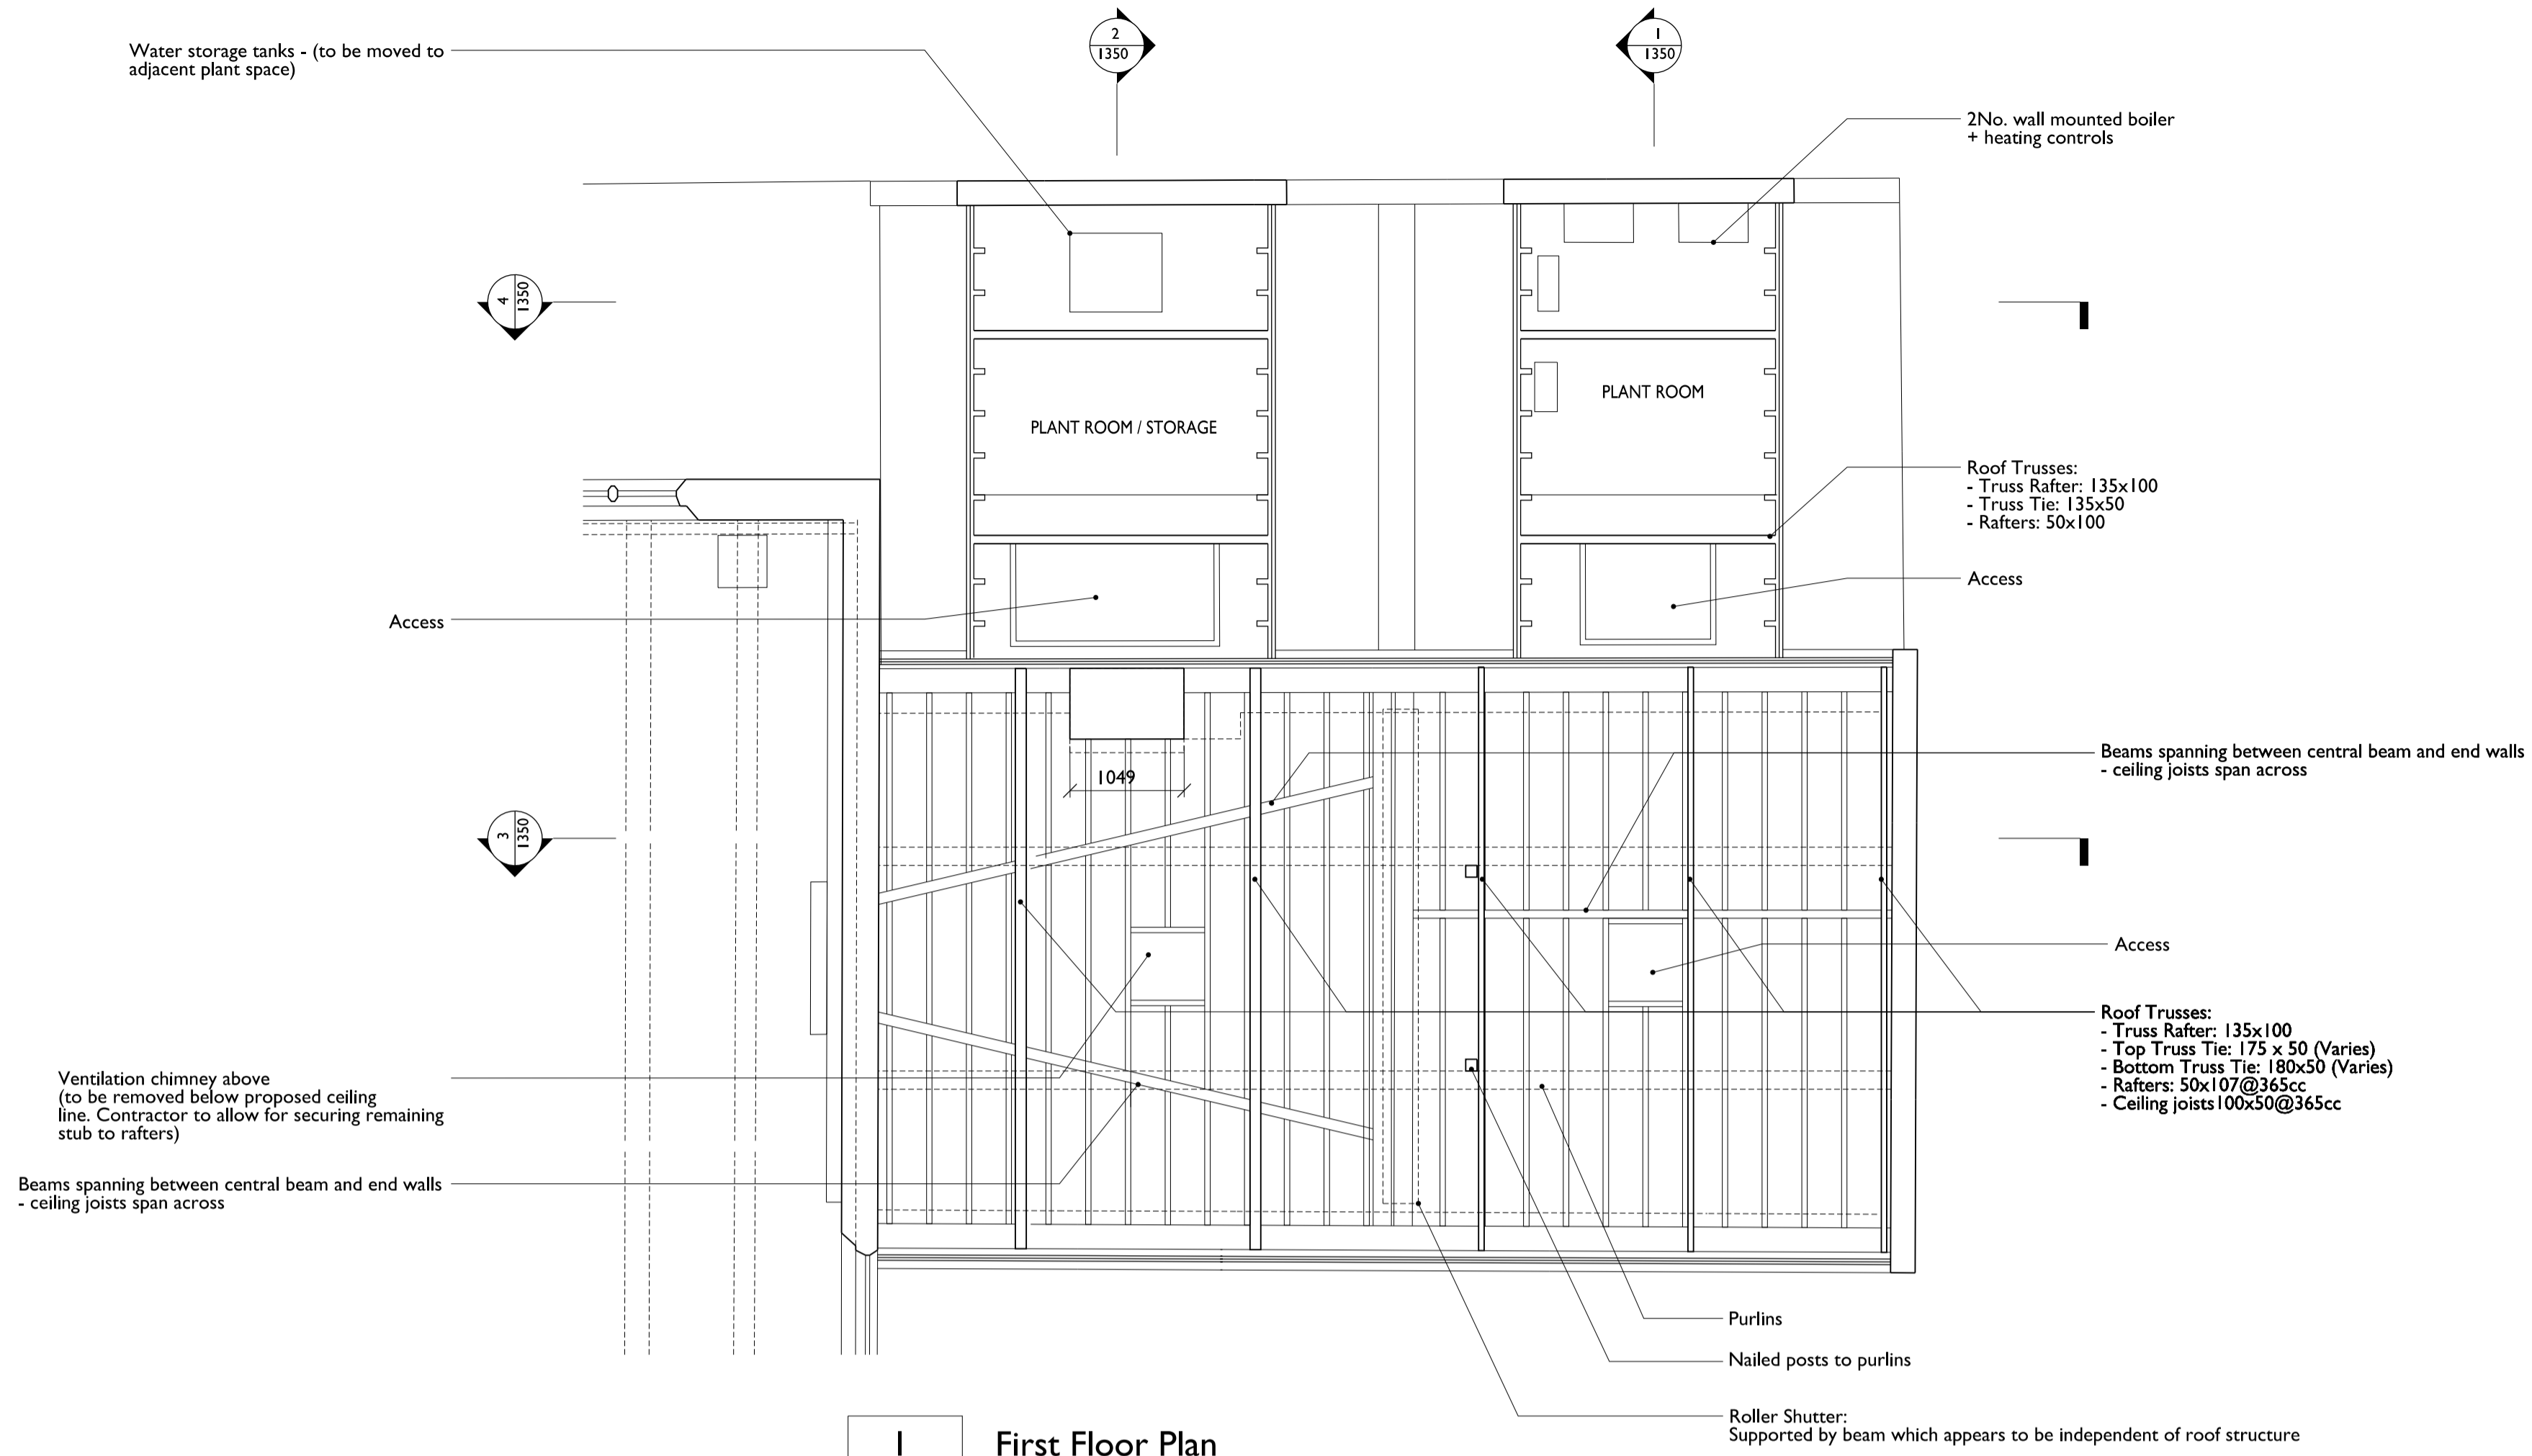 2
1350
1
1350
Water storage tanks - (to be moved to
adjacent plant space)
2No. wall mounted boiler
+ heating controls
4
1350
PLANT ROOM
PLANT ROOM / STORAGE
Roof Trusses:
- Truss Rafter: 135x100
- Truss Tie: 135x50
- Rafters: 50x100
Access
Access
Beams spanning between central beam and end walls
- ceiling joists span across
1049
3
1350
Access
Roof Trusses:
- Truss Rafter: 135x100
- Top Truss Tie: 175 x 50 (Varies)
- Bottom Truss Tie: 180x50 (Varies)
- Rafters: 50x107@365cc
- Ceiling joists100x50@365cc
Ventilation chimney above
(to be removed below proposed ceiling
line. Contractor to allow for securing remaining
stub to rafters)
Beams spanning between central beam and end walls
- ceiling joists span across
Purlins
Nailed posts to purlins
Roller Shutter:
Supported by beam which appears to be independent of roof structure
1
First Floor Plan